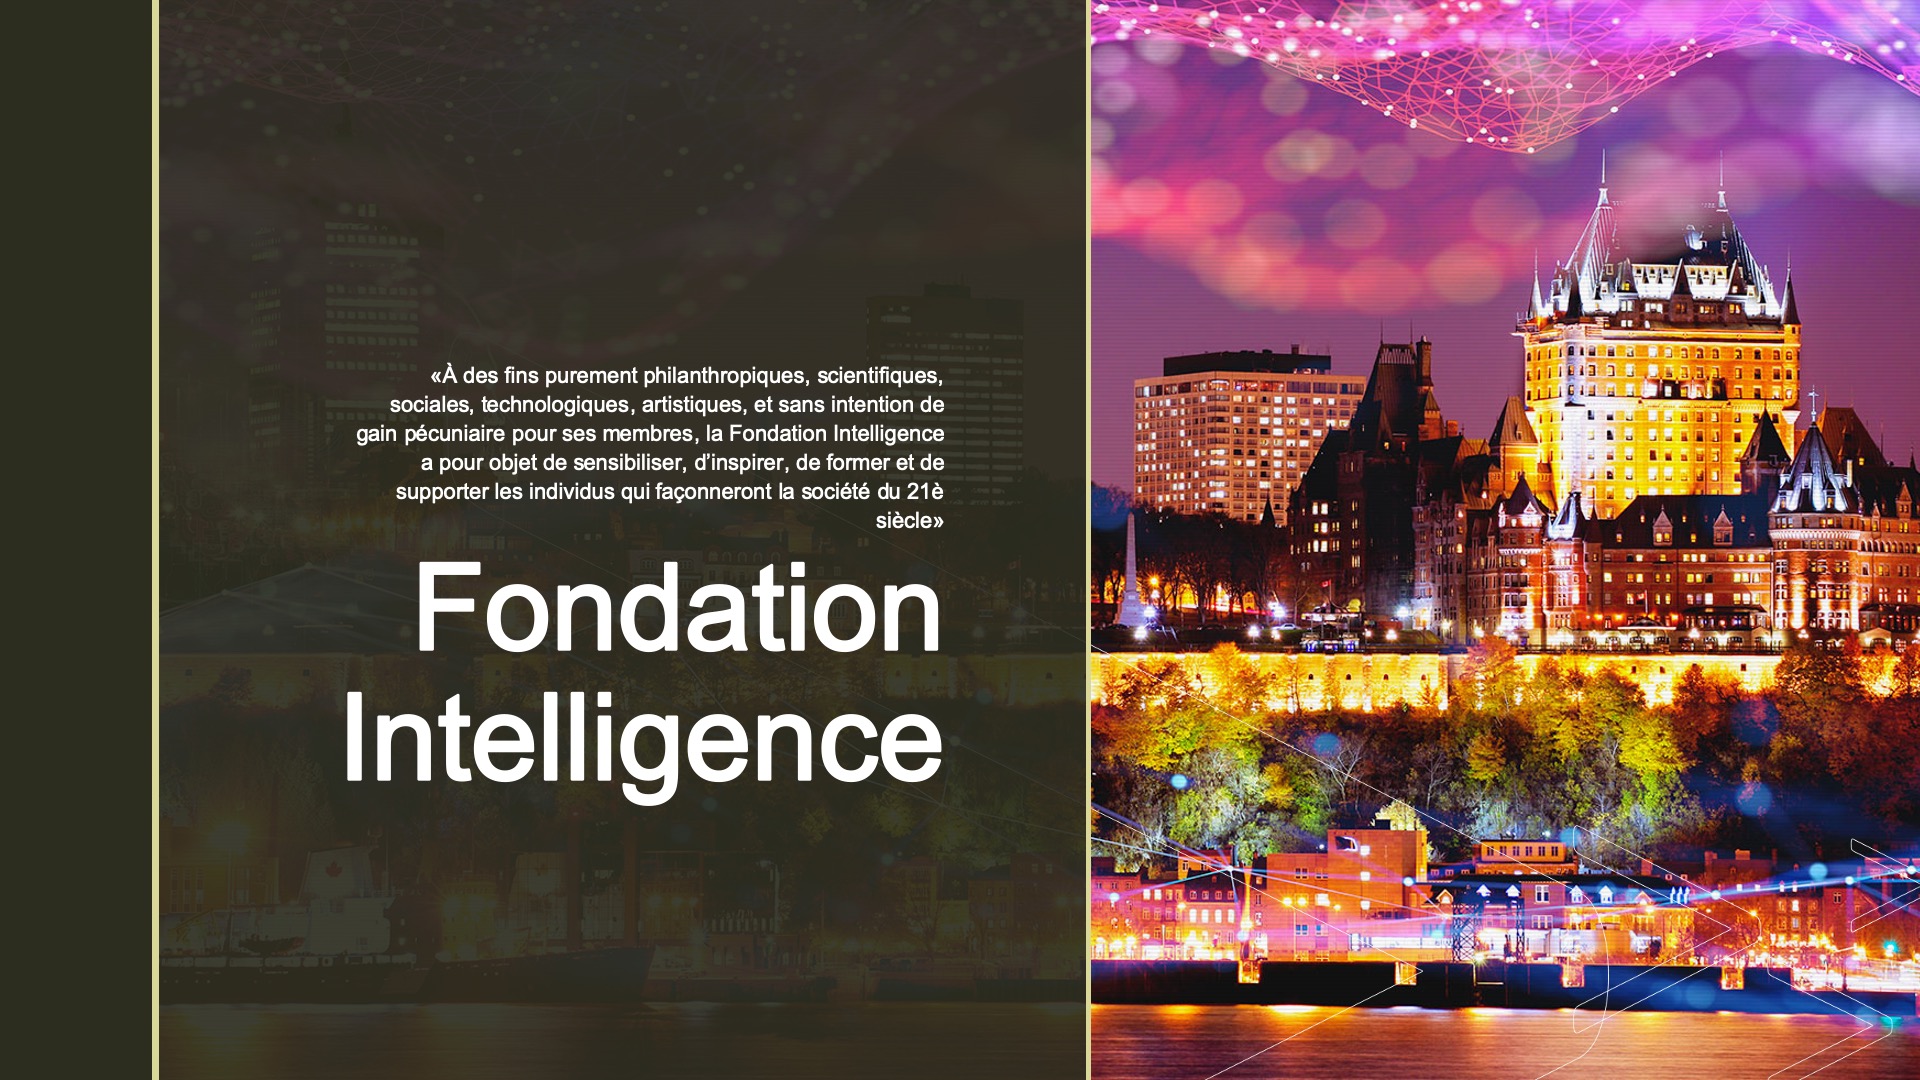 «À des fins purement philanthropiques, scientifiques,
sociales, technologiques, artistiques, et sans intention de
gain pécuniaire pour ses membres, la Fondation Intelligence
a pour objet de sensibiliser, d’inspirer, de former et de
supporter les individus qui façonneront la société du 21è
siècle»
Fondation
Intelligence